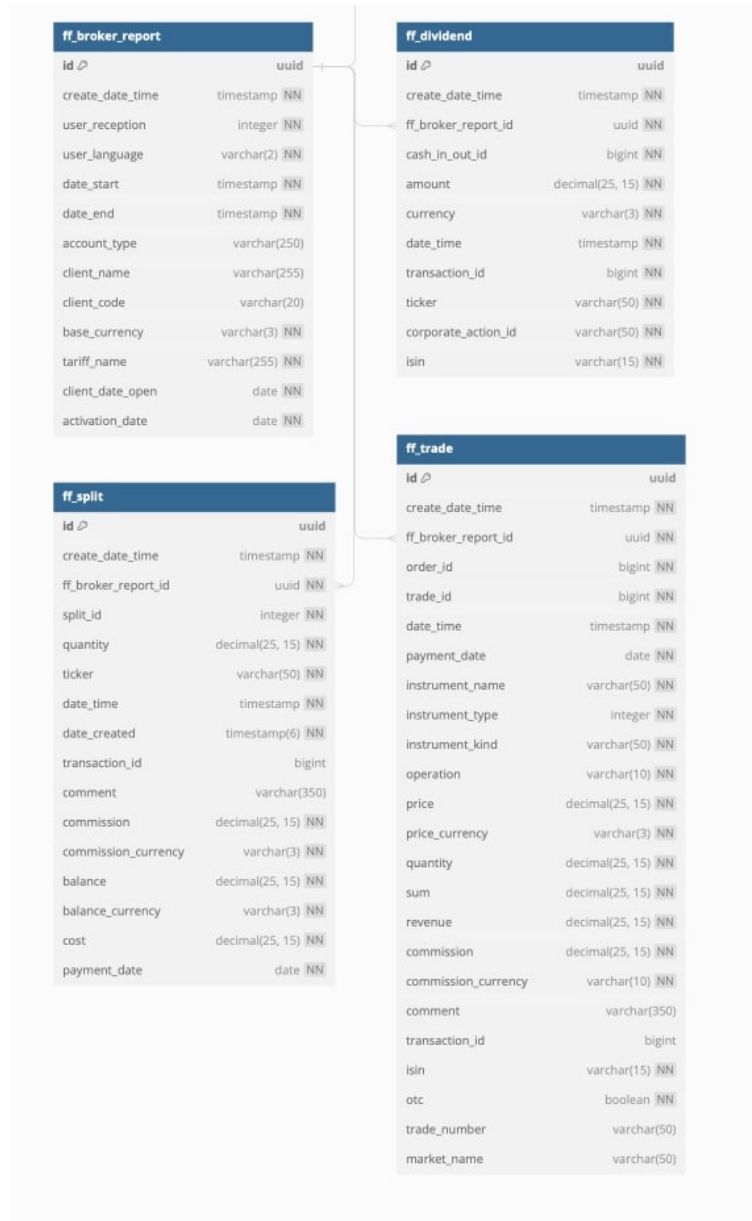 ff_broker_report
id uuid
create_date_time timestamp NN
user_reception integer NN
user_language varchar(2) NN
date_start timestamp NN
date_end timestamp NN
account_type varchar(250)
client_name varchar(255)
client_code varchar(20)
base_currency varchar(3) NN
tariff_name varchar(255) NN
client_date_open date NN
activation_date date NN
ff_dividend
id uuid
create_date_time timestamp NN
ff_broker_report_id uuid NN
cash_in_out_id bigint NN
amount decimal(25, 15) NN
currency varchar(3) NN
date_time timestamp NN
transaction_id bigint NN
ticker varchar(50) NN
corporate_action_id varchar(50) NN
isin varchar(15) NN
ff_split
id uuid
create_date_time timestamp NN
ff_broker_report_id uuid NN
split_id integer NN
quantity decimal(25, 15) NN
ticker varchar(50) NN
date_time timestamp NN
date_created timestamp(6) NN
transaction_id bigint
comment varchar(350)
commission decimal(25, 15) NN
commission_currency varchar(3) NN
balance decimal(25, 15) NN
balance_currency varchar(3) NN
cost decimal(25, 15) NN
payment_date date NN
ff_trade
id uuid
create_date_time timestamp NN
ff_broker_report_id uuid NN
order_id bigint NN
trade_id bigint NN
date_time timestamp NN
payment_date date NN
instrument_name varchar(50) NN
instrument_type integer NN
instrument_kind varchar(50) NN
operation varchar(10) NN
price decimal(25, 15) NN
price_currency varchar(3) NN
quantity decimal(25, 15) NN
sum decimal(25, 15) NN
revenue decimal(25, 15) NN
commission decimal(25, 15) NN
commission_currency varchar(10) NN
comment varchar(350)
transaction_id bigint
isin varchar(15) NN
otc boolean NN
trade_number varchar(50)
market_name varchar(50)